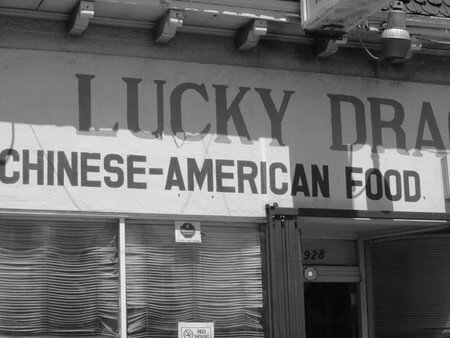 LUCKY DRA
CHINESE-AMERICAN FOOD
928
NO